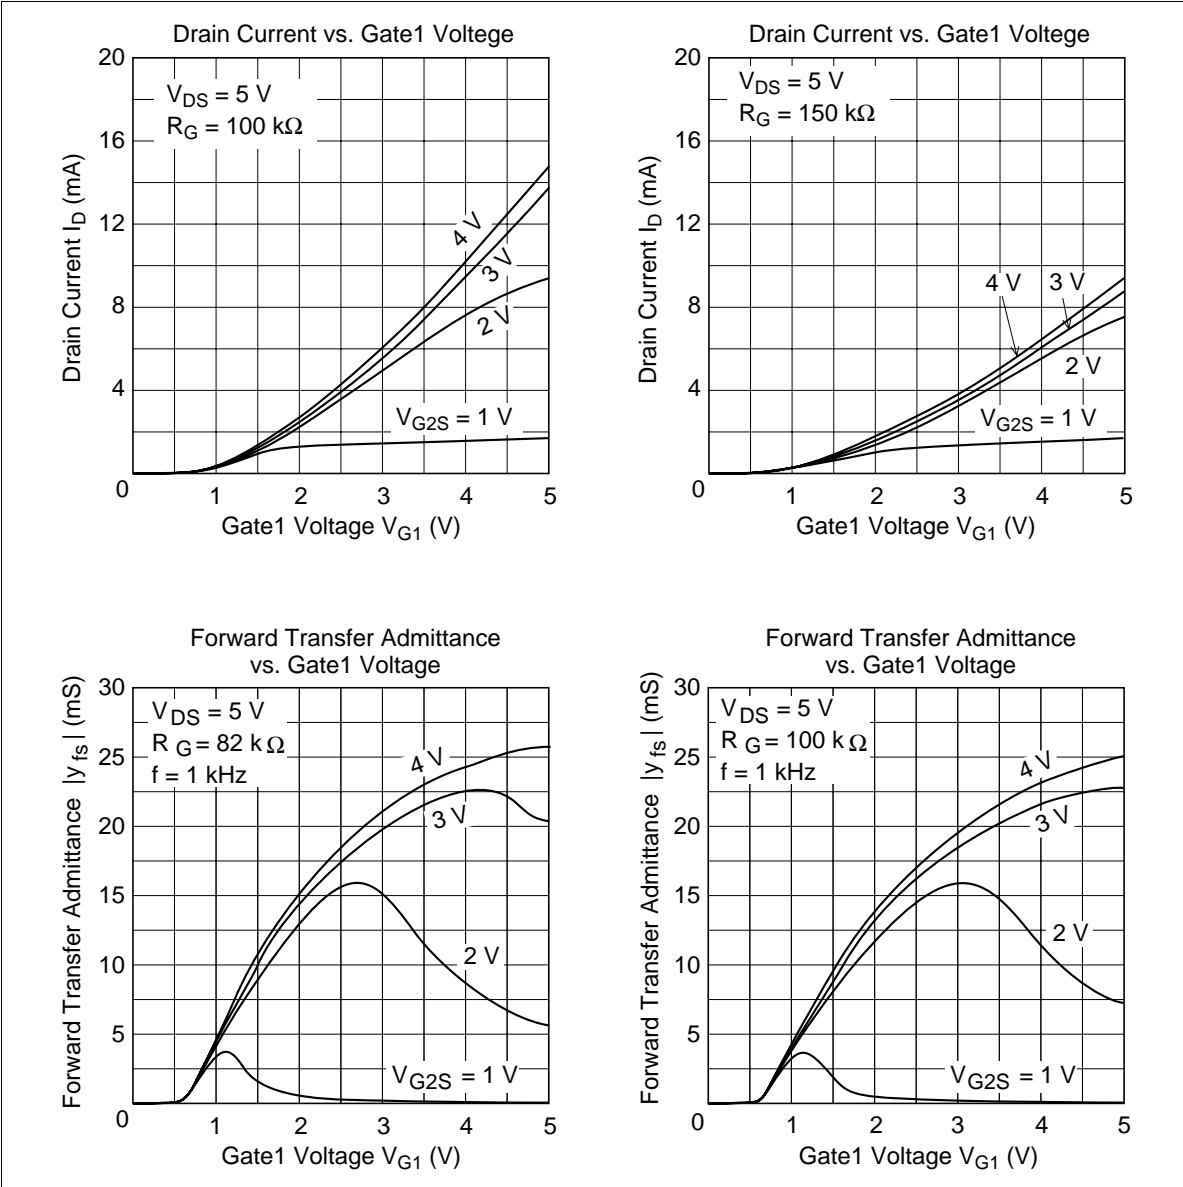 Drain Current vs. Gate1 Voltege
20
16
12
8
4
0
1 2 3 4 5
V_DS = 5 V
R_G = 100 kΩ
4 V
3 V
2 V
V_G2S = 1 V
Drain Current I_D (mA)
Gate1 Voltage V_G1 (V)
Drain Current vs. Gate1 Voltege
20
16
12
8
4
0
1 2 3 4 5
V_DS = 5 V
R_G = 150 kΩ
4 V
3 V
2 V
V_G2S = 1 V
Drain Current I_D (mA)
Gate1 Voltage V_G1 (V)
Forward Transfer Admittance
vs. Gate1 Voltage
30
25
20
15
10
5
0
1 2 3 4 5
V_DS = 5 V
R_G = 82 kΩ
f = 1 kHz
4 V
3 V
2 V
V_G2S = 1 V
Forward Transfer Admittance |y_fs| (mS)
Gate1 Voltage V_G1 (V)
Forward Transfer Admittance
vs. Gate1 Voltage
30
25
20
15
10
5
0
1 2 3 4 5
V_DS = 5 V
R_G = 100 kΩ
f = 1 kHz
4 V
3 V
2 V
V_G2S = 1 V
Forward Transfer Admittance |y_fs| (mS)
Gate1 Voltage V_G1 (V)